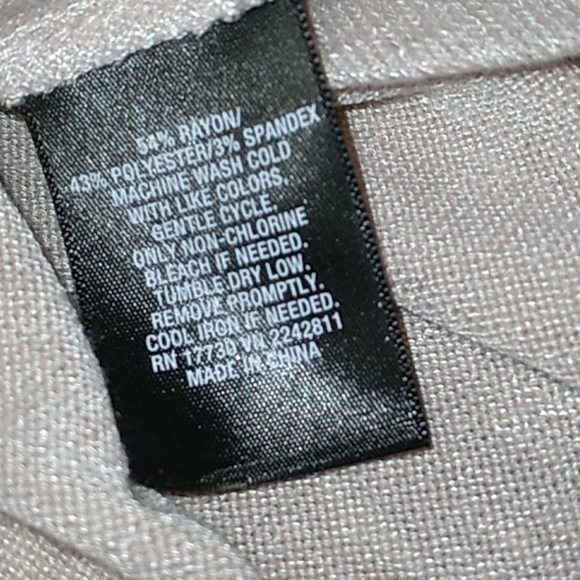 54% RAYON/
43% POLYESTER/3% SPANDEX
MACHINE WASH COLD
WITH LIKE COLORS.
GENTLE CYCLE.
ONLY NON-CHLORINE
BLEACH IF NEEDED.
TUMBLE DRY LOW.
REMOVE PROMPTLY.
COOL IRON IF NEEDED.
RN 17730 VN 2242811
MADE IN CHINA